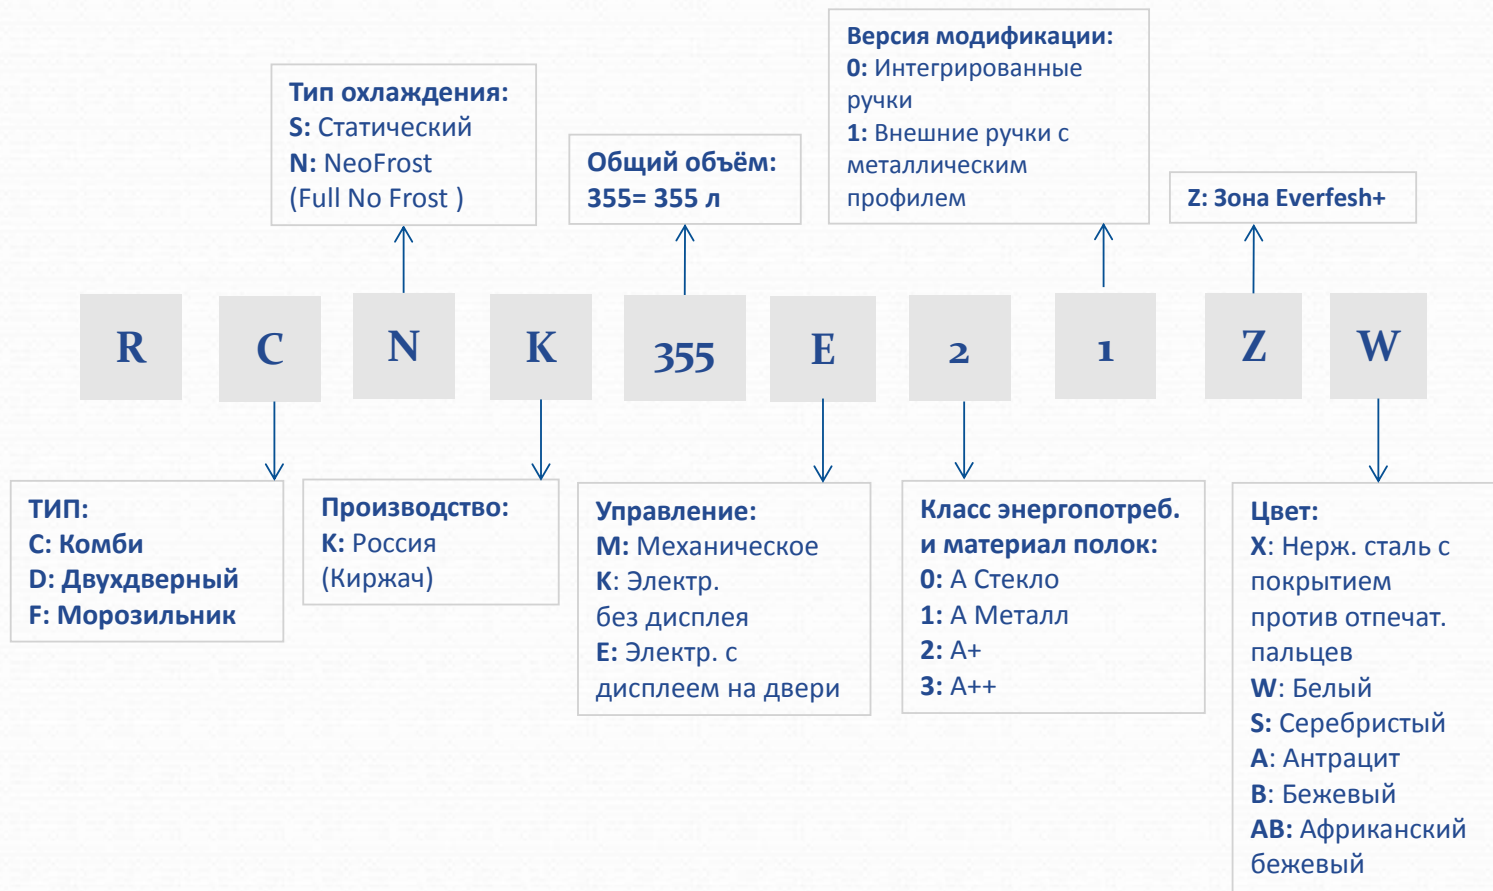 Версия модификации:
0: Интегрированные
ручки
1: Внешние ручки с
металлическим
профилем
Тип охлаждения:
S: Статический
N: NeoFrost
(Full No Frost )
Общий объём:
355= 355 л
Z: Зона Everfesh+
R C N K 355 E 2 1 Z W
ТИП:
C: Комби
D: Двухдверный
F: Морозильник
Производство:
K: Россия
(Киржач)
Управление:
M: Механическое
K: Электр.
без дисплея
E: Электр. с
дисплеем на двери
Класс энергопотреб.
и материал полок:
0: А Стекло
1: А Металл
2: А+
3: А++
Цвет:
X: Нерж. сталь с
покрытием
против отпечат.
пальцев
W: Белый
S: Серебристый
A: Антрацит
B: Бежевый
AB: Африканский
бежевый